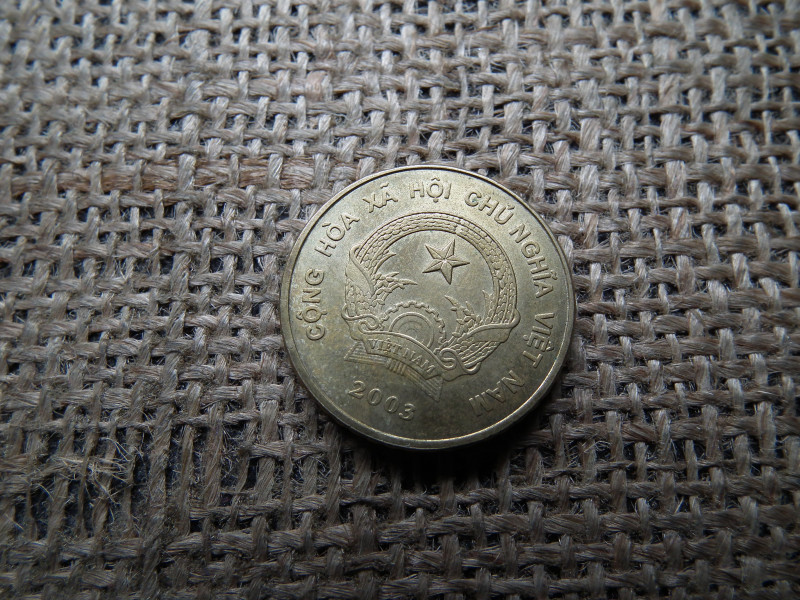 CỘNG HÒA XÃ HỘI CHỦ NGHĨA VIỆT NAM
VIỆT NAM
2003